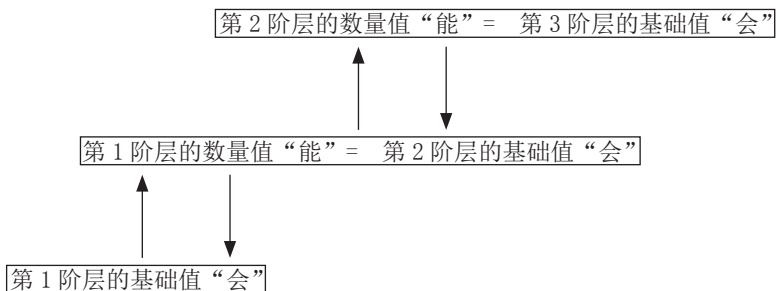 第 2 阶层的数量值“能”=　第 3 阶层的基础值“会”
第 1 阶层的数量值“能”=　第 2 阶层的基础值“会”
第 1 阶层的基础值“会”